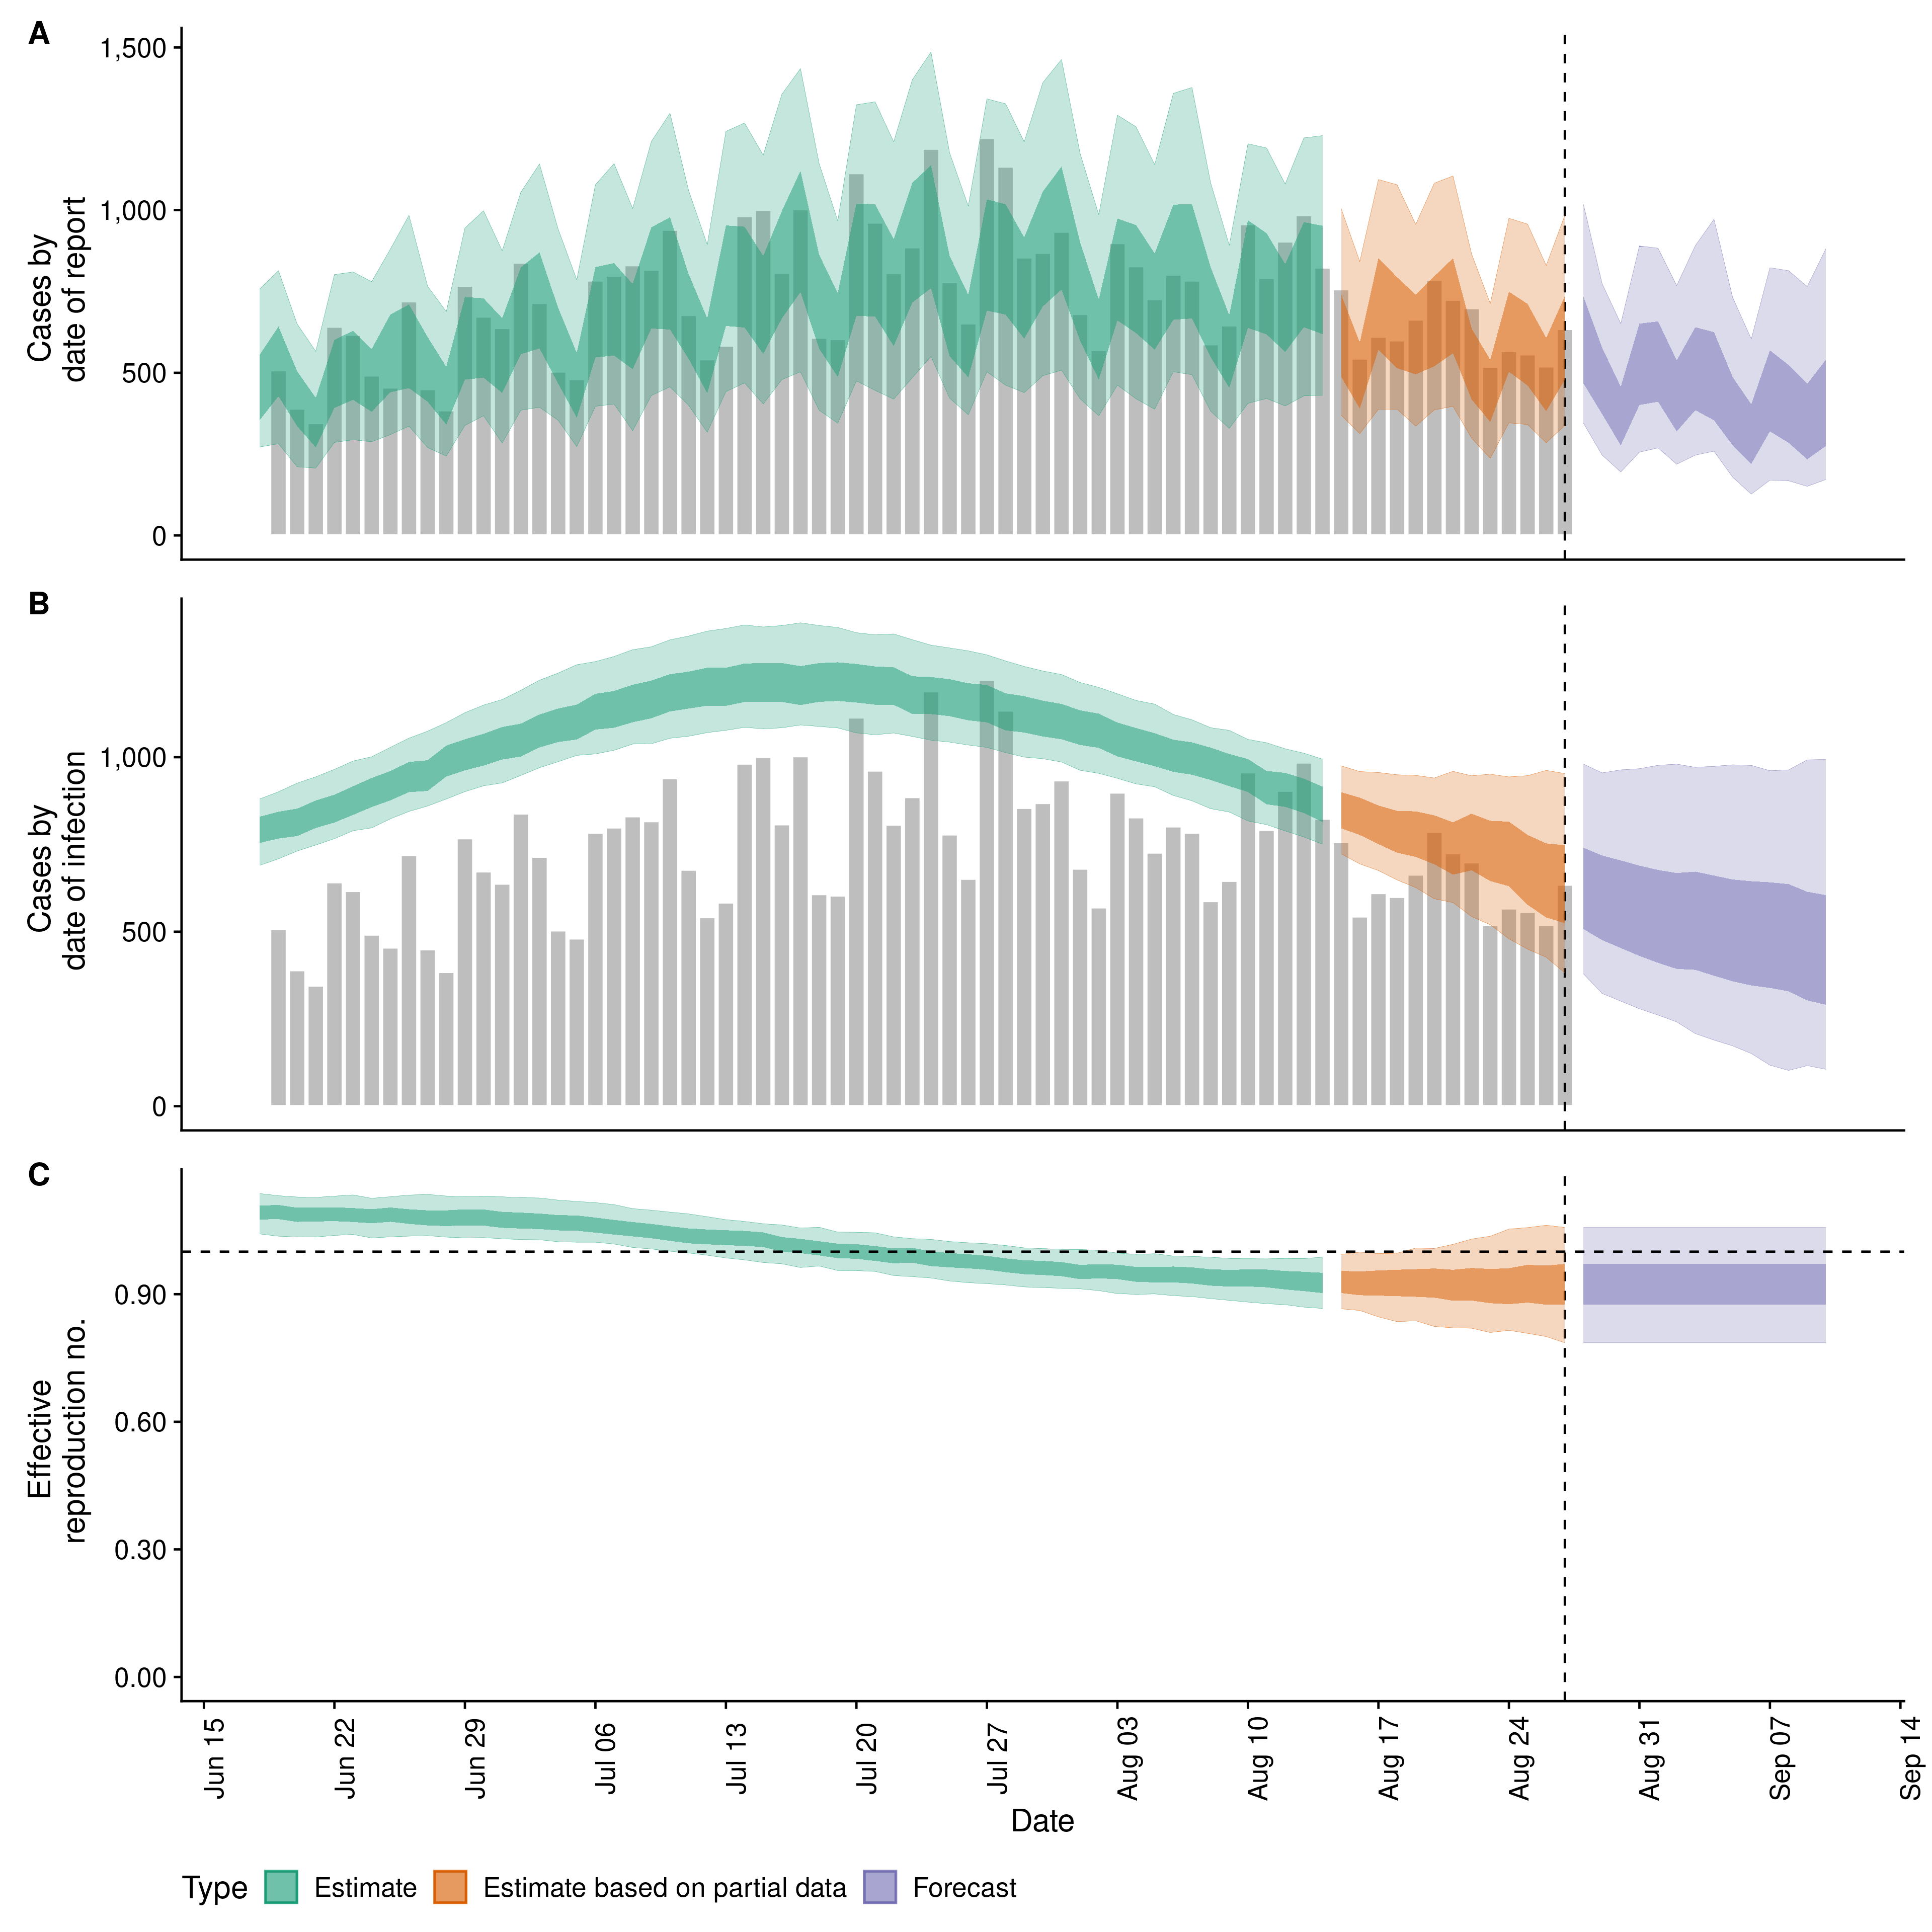 A
1,500
1,000
500
0
Cases by
date of report
B
1,000
500
0
Cases by
date of infection
C
0.90
0.60
0.30
0.00
Effective
reproduction no.
Jun 15
Jun 22
Jun 29
Jul 06
Jul 13
Jul 20
Jul 27
Aug 03
Aug 10
Aug 17
Aug 24
Aug 31
Sep 07
Sep 14
Date
Type Estimate Estimate based on partial data Forecast